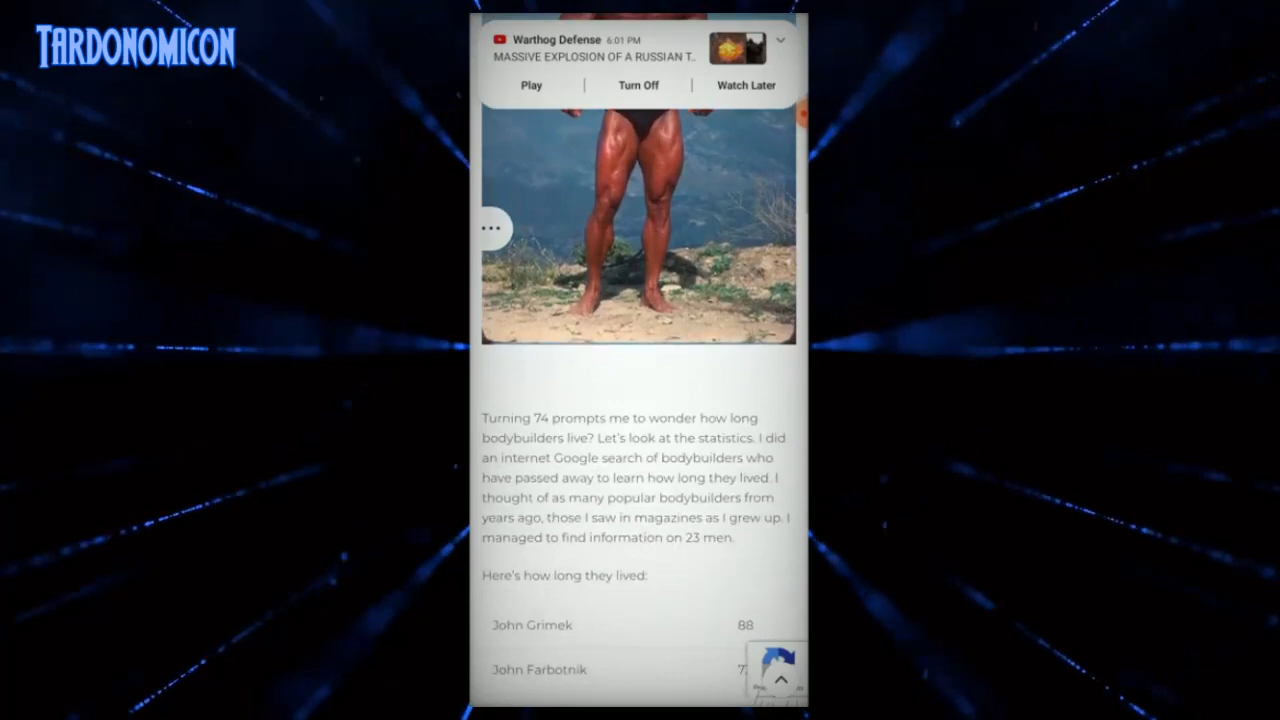 TARDONOMICON
Warthog Defense 6:01 PM
MASSIVE EXPLOSION OF A RUSSIAN T..
Play Turn Off Watch Later
Turning 74 prompts me to wonder how long
bodybuilders live? Let's look at the statistics. I did
an internet Google search of bodybuilders who
have passed away to learn how long they lived. I
thought of as many popular bodybuilders from
years ago, those I saw in magazines as I grew up. I
managed to find information on 23 men.
Here's how long they lived:
John Grimek 88
John Farbotnik